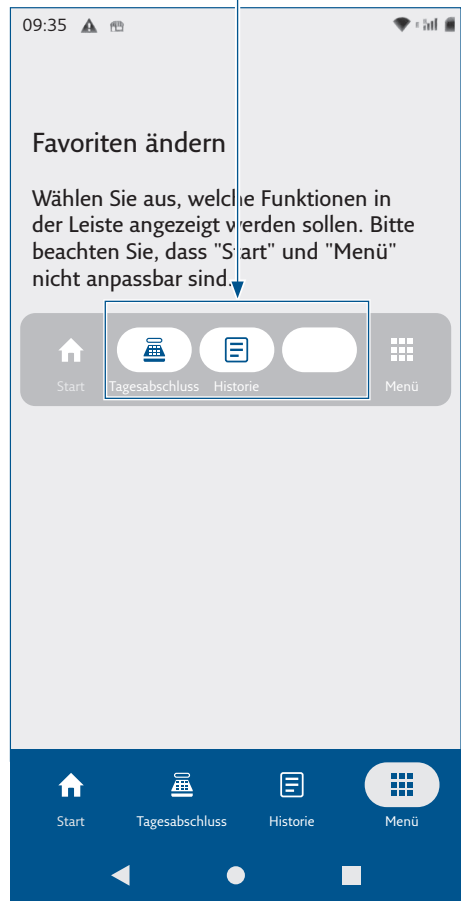 09:35
Favoriten ändern
Wählen Sie aus, welche Funktionen in
der Leiste angezeigt werden sollen. Bitte
beachten Sie, dass "Start" und "Menü"
nicht anpassbar sind.
Start Tagesabschluss Historie Menü
Start Tagesabschluss Historie Menü